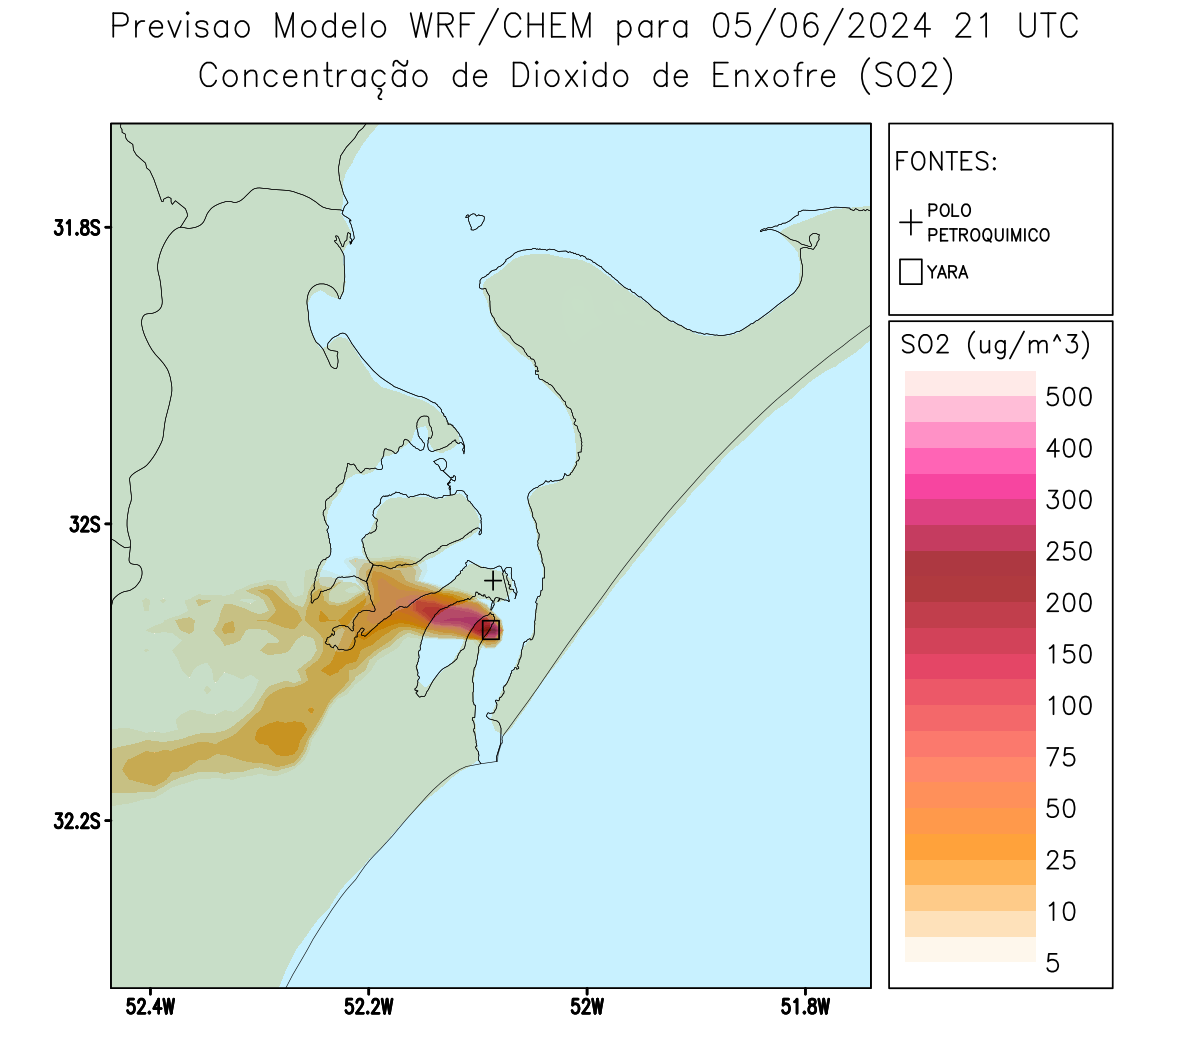 Previsao Modelo WRF/CHEM para 05/06/2024 21 UTC
Concentração de Dioxido de Enxofre (SO2)
FONTES:
POLO
PETROQUIMICO
YARA
31.8S
32S
32.2S
52.4W
52.2W
52W
51.8W
SO2 (ug/m^3)
500
400
300
250
200
150
100
75
50
25
10
5